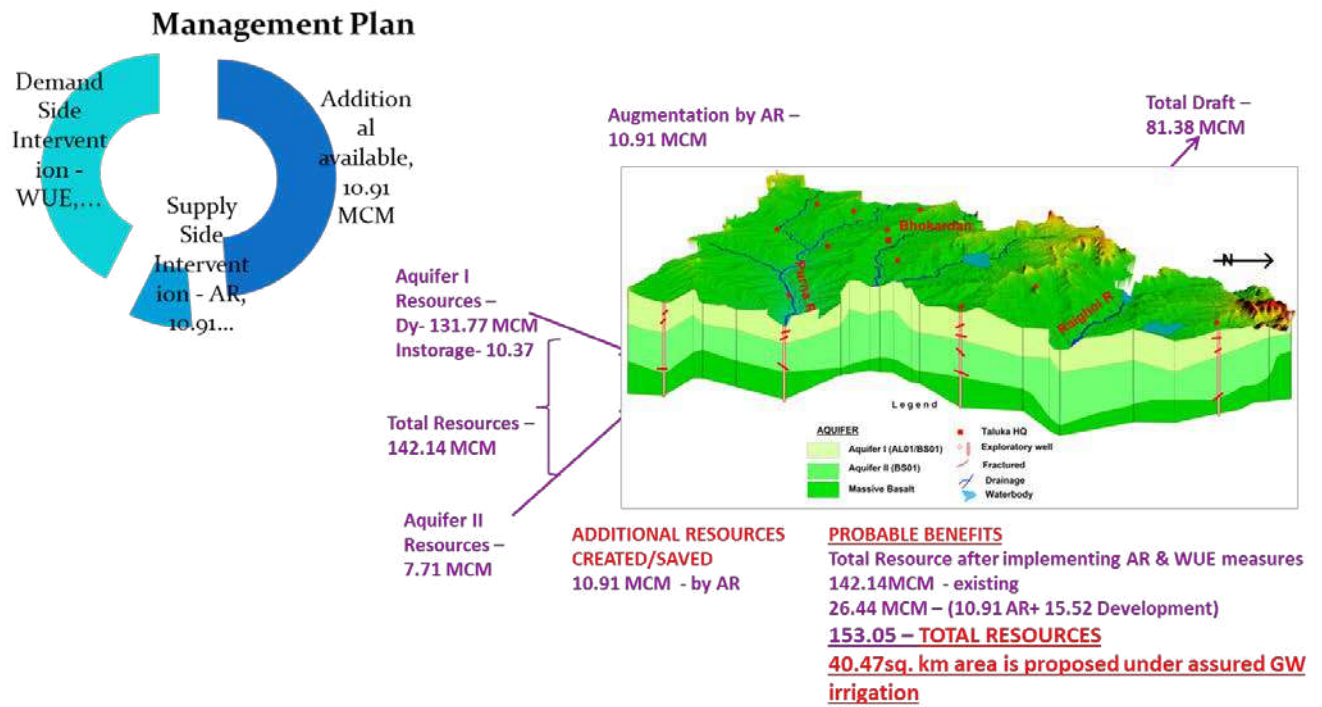 Management Plan
Demand
Side
Intervent
ion -
WUE,...
Supply
Side
Intervent
ion - AR,
10.91...
Addition
al
available,
10.91
MCM
Augmentation by AR –
10.91 MCM
Total Draft –
81.38 MCM
Aquifer I
Resources –
Dy- 131.77 MCM
Instorage- 10.37
Total Resources –
142.14 MCM
Aquifer II
Resources –
7.71 MCM
Bhokardan
Purna R
Raighol R
N
Legend
AQUIFER
Aquifer I (AL01/BS01)
Aquifer II (BS01)
Massive Basalt
Taluka HQ
Exploratory well
Fractured
Drainage
Waterbody
ADDITIONAL RESOURCES
CREATED/SAVED
10.91 MCM - by AR
PROBABLE BENEFITS
Total Resource after implementing AR & WUE measures
142.14MCM - existing
26.44 MCM – (10.91 AR+ 15.52 Development)
153.05 – TOTAL RESOURCES
40.47sq. km area is proposed under assured GW
irrigation